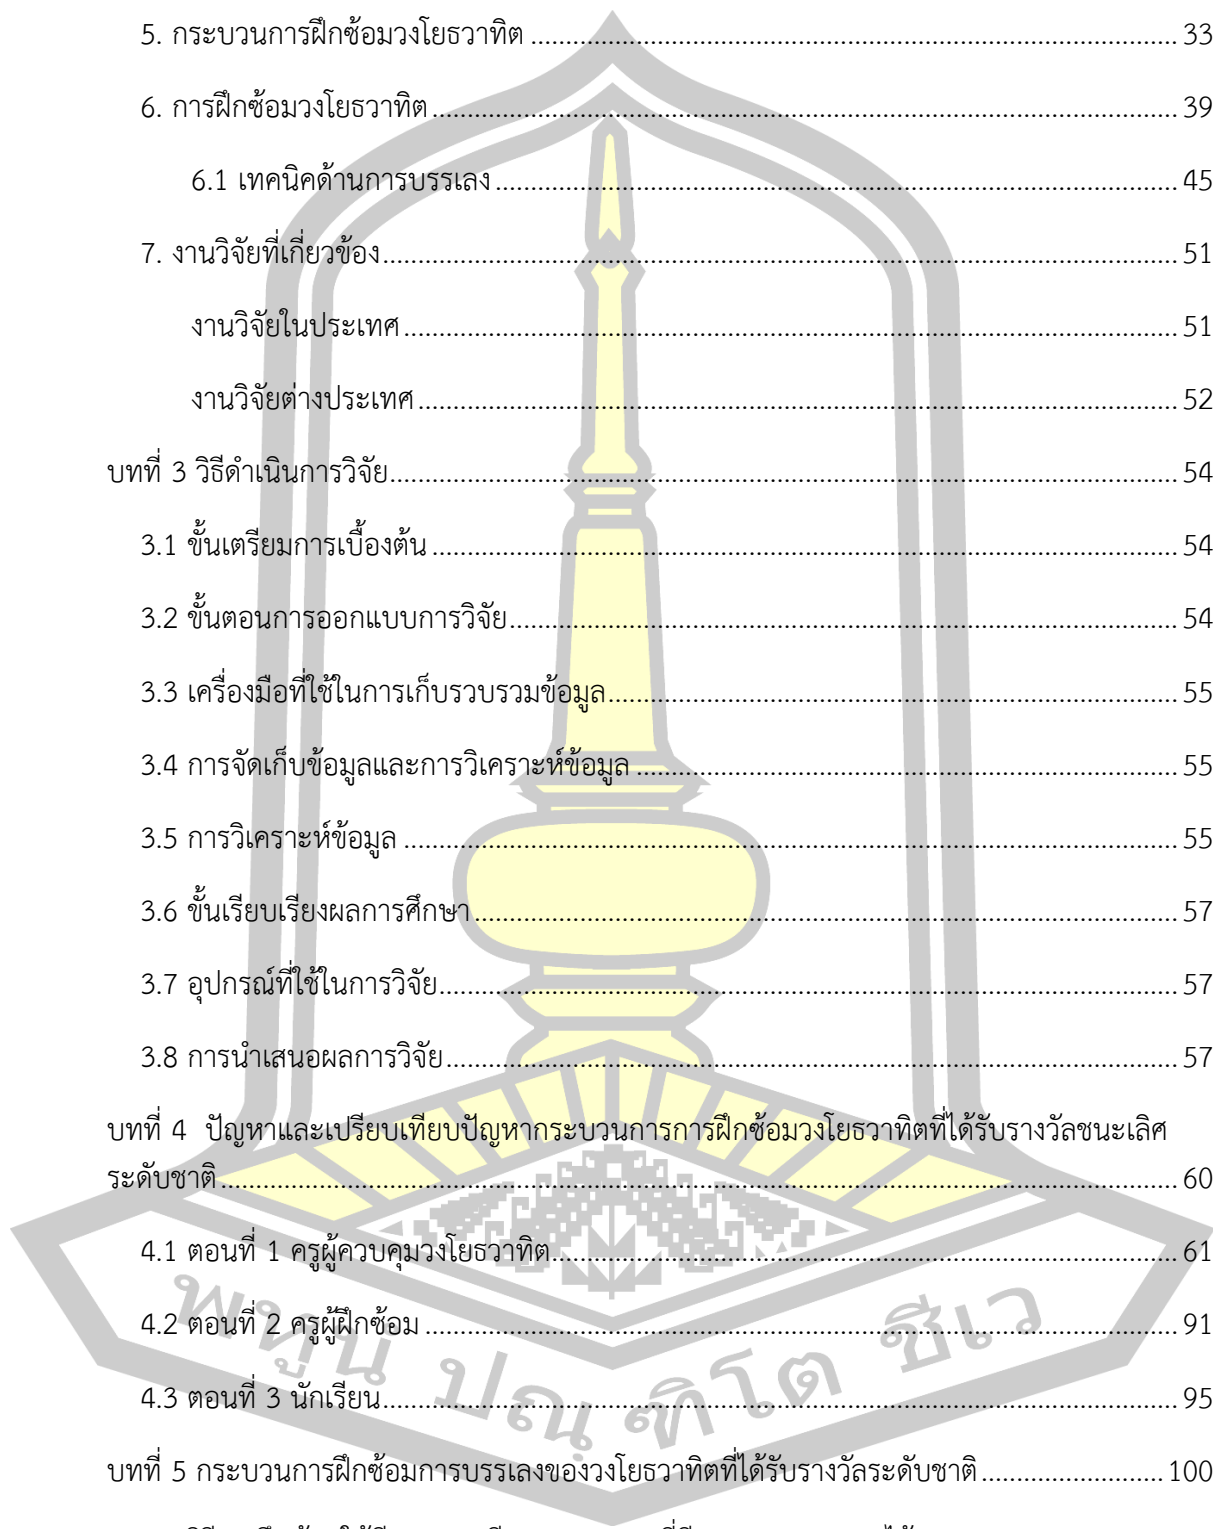 5. กระบวนการฝึกซ้อมวงโยธวาทิต ........ 33
6. การฝึกซ้อมวงโยธวาทิต ........ 39
6.1 เทคนิคด้านการบรรเลง ........ 45
7. งานวิจัยที่เกี่ยวข้อง ........ 51
งานวิจัยในประเทศ ........ 51
งานวิจัยต่างประเทศ ........ 52
บทที่ 3 วิธีดำเนินการวิจัย ........ 54
3.1 ขั้นเตรียมการเบื้องต้น ........ 54
3.2 ขั้นตอนการออกแบบการวิจัย ........ 54
3.3 เครื่องมือที่ใช้ในการเก็บรวบรวมข้อมูล ........ 55
3.4 การจัดเก็บข้อมูลและการวิเคราะห์ข้อมูล ........ 55
3.5 การวิเคราะห์ข้อมูล ........ 55
3.6 ขั้นเรียบเรียงผลการศึกษา ........ 57
3.7 อุปกรณ์ที่ใช้ในการวิจัย ........ 57
3.8 การนำเสนอผลการวิจัย ........ 57
บทที่ 4 ปัญหาและเปรียบเทียบปัญหากระบวนการการฝึกซ้อมวงโยธวาทิตที่ได้รับรางวัลชนะเลิศ
ระดับชาติ ........ 60
4.1 ตอนที่ 1 ครูผู้ควบคุมวงโยธวาทิต ........ 61
4.2 ตอนที่ 2 ครูผู้ฝึกซ้อม ........ 91
4.3 ตอนที่ 3 นักเรียน ........ 95
พหูนํ ปณฺฑิโต ชีเว
บทที่ 5 กระบวนการฝึกซ้อมการบรรเลงของวงโยธวาทิตที่ได้รับรางวัลระดับชาติ ........ 100